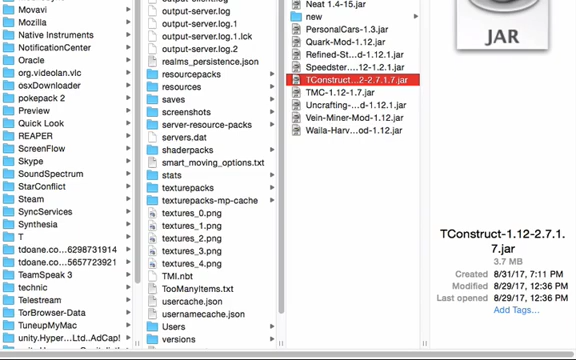 Movavi
Mozilla
Native Instruments
NotificationCenter
Oracle
org.videolan.vlc
osxDownloader
pokepack 2
Preview
Quick Look
REAPER
ScreenFlow
Skype
SoundSpectrum
StarConflict
Steam
SyncServices
Synthesia
T
tdoane.co...6298731914
tdoane.co...5657723921
TeamSpeak 3
technic
Telestream
TorBrowser-Data
TuneupMyMac
unity.Hyper...Ltd..AdCap!
output-server.log
output-server.log.1
output-server.log.1.lck
output-server.log.2
realms_persistence.json
resourcepacks
resources
saves
screenshots
server-resource-packs
servers.dat
shaderpacks
smart_moving_options.txt
stats
texturepacks
texturepacks-mp-cache
textures_0.png
textures_1.png
textures_2.png
textures_3.png
textures_4.png
TMI.nbt
TooManyItems.txt
usercache.json
usernamecache.json
Users
versions
Neat 1.4-15.jar
new
PersonalCars-1.3.jar
Quark-Mod-1.12.jar
Refined-St...d-1.12.1.jar
Speedster....12-1.2.1.jar
TConstruct...2-2.7.1.7.jar
TMC-1.12-1.7.jar
Uncrafting-...d-1.12.jar
Vein-Miner-Mod-1.12.jar
Waila-Harv...od-1.12.jar
JAR
TConstruct-1.12-2.7.1.
7.jar
3.7 MB
Created 8/31/17, 7:11 PM
Modified 8/29/17, 12:36 PM
Last opened 8/29/17, 12:36 PM
Add Tags...